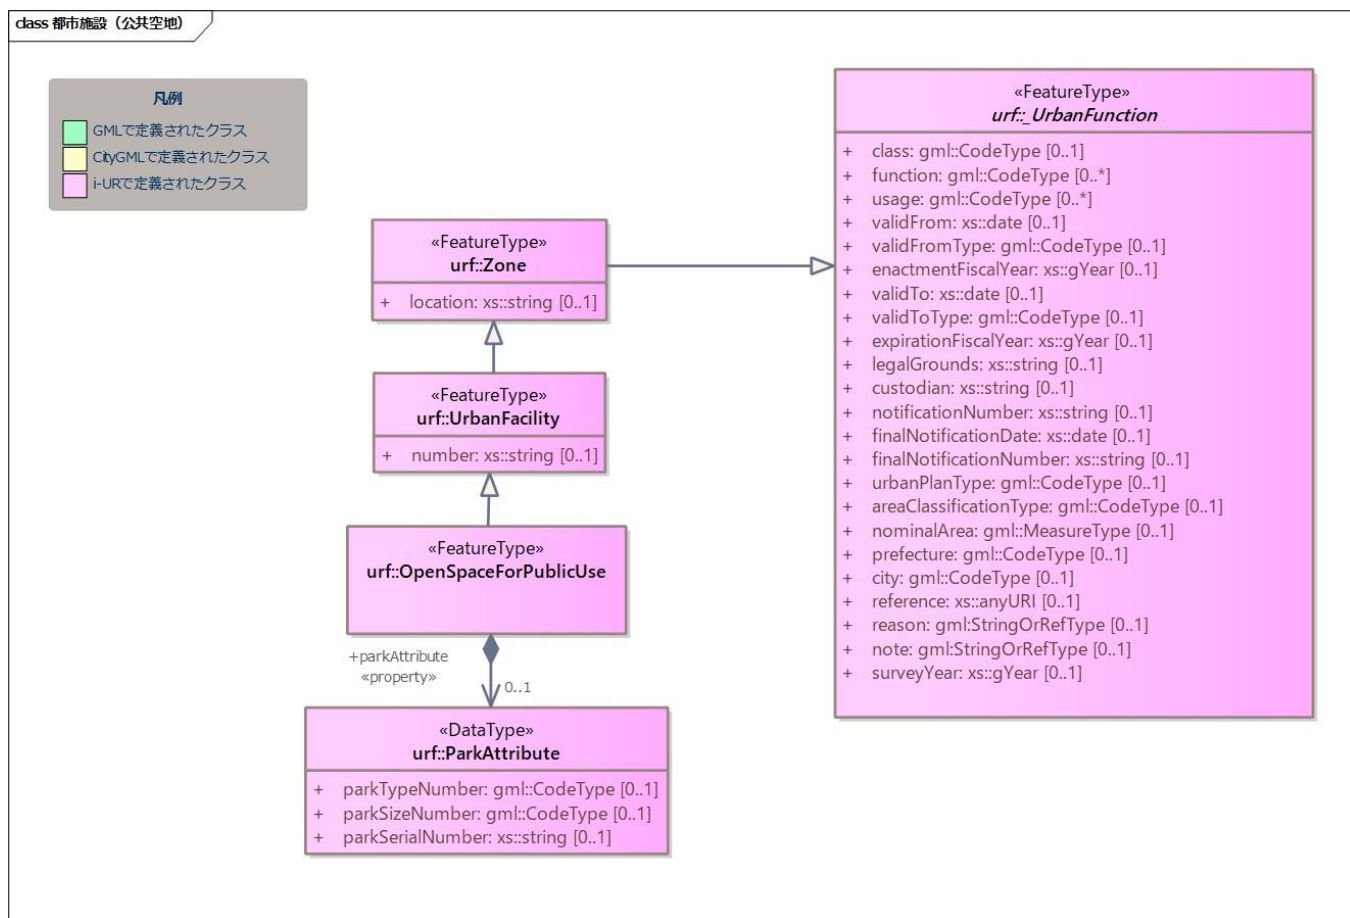 class 都市施設（公共空地）
凡例
GMLで定義されたクラス
CityGMLで定義されたクラス
i-URで定義されたクラス
«FeatureType»
urf::_UrbanFunction
+ class: gml::CodeType [0..1]
+ function: gml::CodeType [0..*]
+ usage: gml::CodeType [0..*]
+ validFrom: xs::date [0..1]
+ validFromType: gml::CodeType [0..1]
+ enactmentFiscalYear: xs::gYear [0..1]
+ validTo: xs::date [0..1]
+ validToType: gml::CodeType [0..1]
+ expirationFiscalYear: xs::gYear [0..1]
+ legalGrounds: xs::string [0..1]
+ custodian: xs::string [0..1]
+ notificationNumber: xs::string [0..1]
+ finalNotificationDate: xs::date [0..1]
+ finalNotificationNumber: xs::string [0..1]
+ urbanPlanType: gml::CodeType [0..1]
+ areaClassificationType: gml::CodeType [0..1]
+ nominalArea: gml::MeasureType [0..1]
+ prefecture: gml::CodeType [0..1]
+ city: gml::CodeType [0..1]
+ reference: xs::anyURI [0..1]
+ reason: gml:StringOrRefType [0..1]
+ note: gml:StringOrRefType [0..1]
+ surveyYear: xs::gYear [0..1]
«FeatureType»
urf::Zone
+ location: xs::string [0..1]
«FeatureType»
urf::UrbanFacility
+ number: xs::string [0..1]
«FeatureType»
urf::OpenSpaceForPublicUse
+parkAttribute
«property»
0..1
«DataType»
urf::ParkAttribute
+ parkTypeNumber: gml::CodeType [0..1]
+ parkSizeNumber: gml::CodeType [0..1]
+ parkSerialNumber: xs::string [0..1]